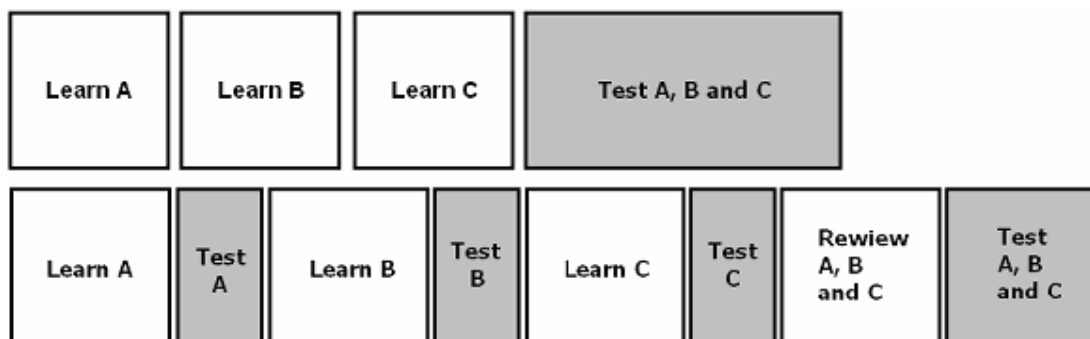 Learn A
Learn B
Learn C
Test A, B and C
Learn A
Test
A
Learn B
Test
B
Learn C
Test
C
Rewiew
A, B
and C
Test
A, B
and C